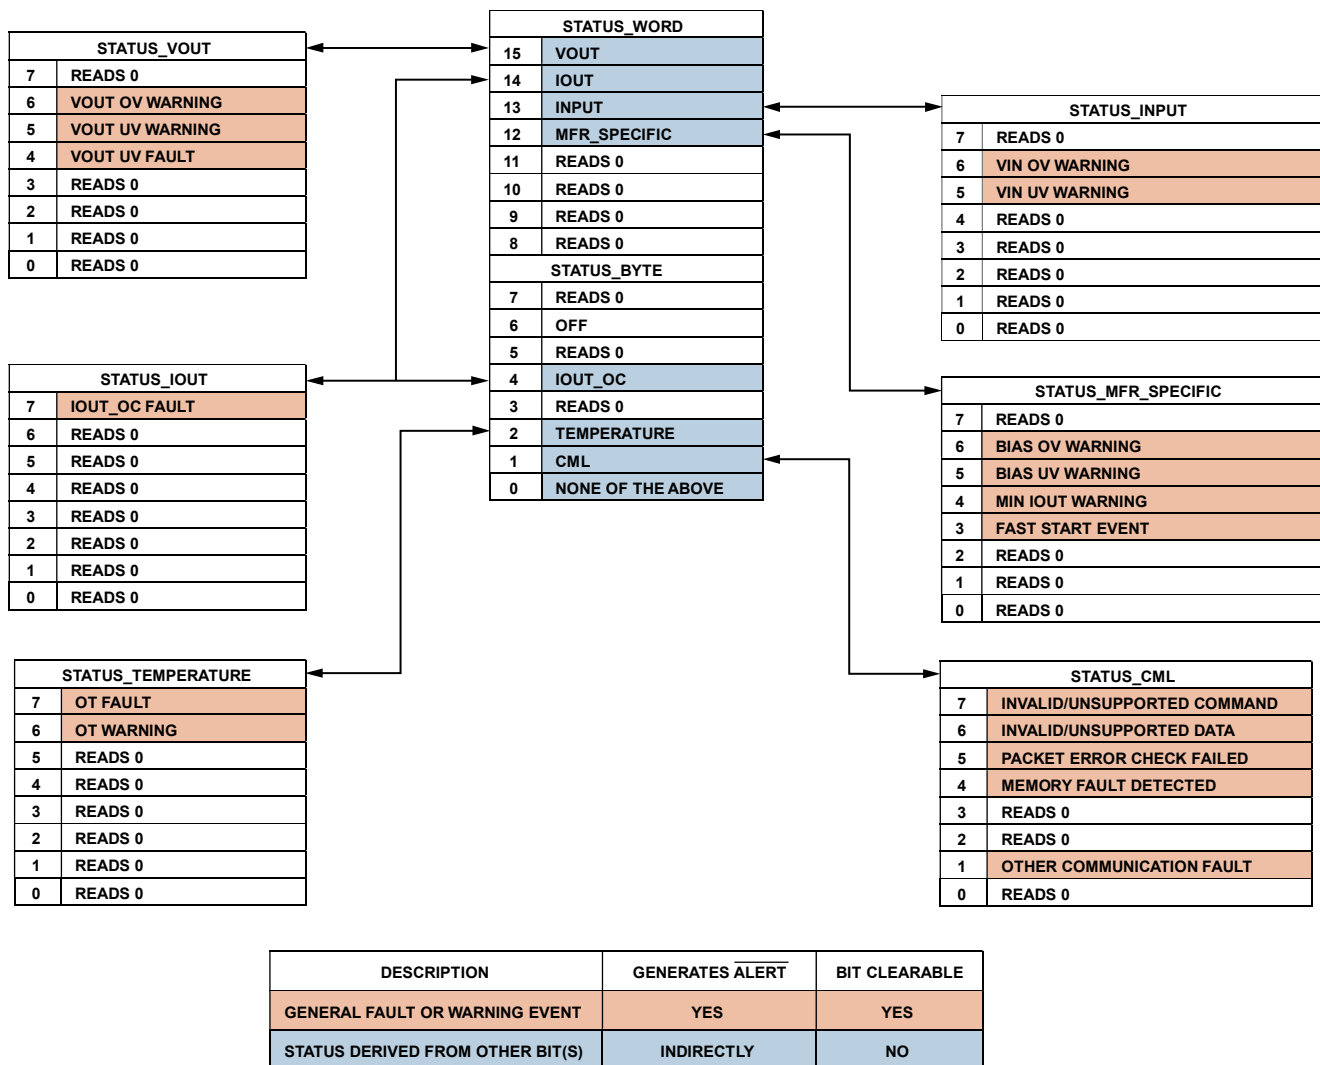 STATUS_WORD
15 VOUT
14 IOUT
13 INPUT
12 MFR_SPECIFIC
11 READS 0
10 READS 0
9 READS 0
8 READS 0
STATUS_BYTE
7 READS 0
6 OFF
5 READS 0
4 IOUT_OC
3 READS 0
2 TEMPERATURE
1 CML
0 NONE OF THE ABOVE
STATUS_VOUT
7 READS 0
6 VOUT OV WARNING
5 VOUT UV WARNING
4 VOUT UV FAULT
3 READS 0
2 READS 0
1 READS 0
0 READS 0
STATUS_IOUT
7 IOUT_OC FAULT
6 READS 0
5 READS 0
4 READS 0
3 READS 0
2 READS 0
1 READS 0
0 READS 0
STATUS_TEMPERATURE
7 OT FAULT
6 OT WARNING
5 READS 0
4 READS 0
3 READS 0
2 READS 0
1 READS 0
0 READS 0
STATUS_INPUT
7 READS 0
6 VIN OV WARNING
5 VIN UV WARNING
4 READS 0
3 READS 0
2 READS 0
1 READS 0
0 READS 0
STATUS_MFR_SPECIFIC
7 READS 0
6 BIAS OV WARNING
5 BIAS UV WARNING
4 MIN IOUT WARNING
3 FAST START EVENT
2 READS 0
1 READS 0
0 READS 0
STATUS_CML
7 INVALID/UNSUPPORTED COMMAND
6 INVALID/UNSUPPORTED DATA
5 PACKET ERROR CHECK FAILED
4 MEMORY FAULT DETECTED
3 READS 0
2 READS 0
1 OTHER COMMUNICATION FAULT
0 READS 0
DESCRIPTION GENERATES ALERT BIT CLEARABLE
GENERAL FAULT OR WARNING EVENT YES YES
STATUS DERIVED FROM OTHER BIT(S) INDIRECTLY NO